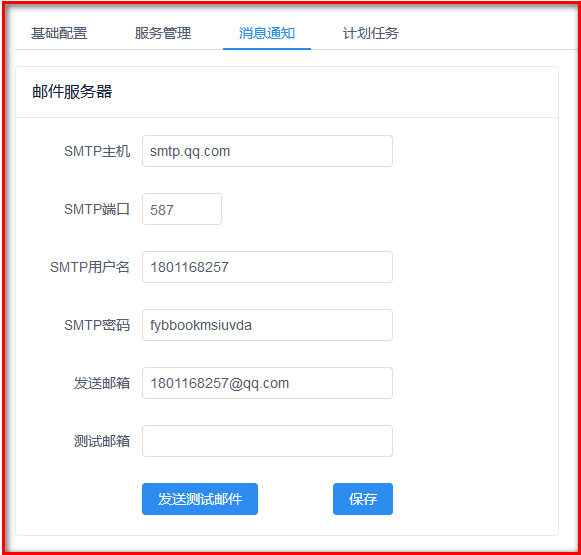 基础配置 服务管理 消息通知 计划任务
邮件服务器
SMTP主机 smtp.qq.com
SMTP端口 587
SMTP用户名 1801168257
SMTP密码 fybbookmsiuvda
发送邮箱 1801168257@qq.com
测试邮箱
发送测试邮件 保存